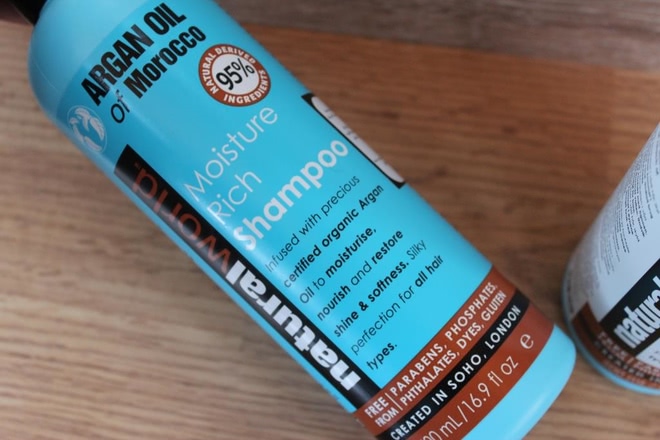 ARGAN OIL
of Morocco
NATURAL DERIVED
95%
INGREDIENTS
Moisture
Rich
Shampoo
natural world.
Infused with precious
certified organic Argan
Oil to moisturise,
nourish and restore
shine & softness. Silky
perfection for all hair
types.
FREE FROM
PARABENS, PHOSPHATES,
PHTHALATES, DYES, GLUTEN
CREATED IN SOHO, LONDON
00 mL/16.9 fl oz e
natural